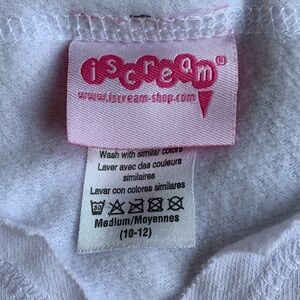 iscream®
www.iscream-shop.com
Wash with similar colors
Laver avec des couleurs
similaires
Lavar con colores similares
30
Medium/Moyennes
(10-12)